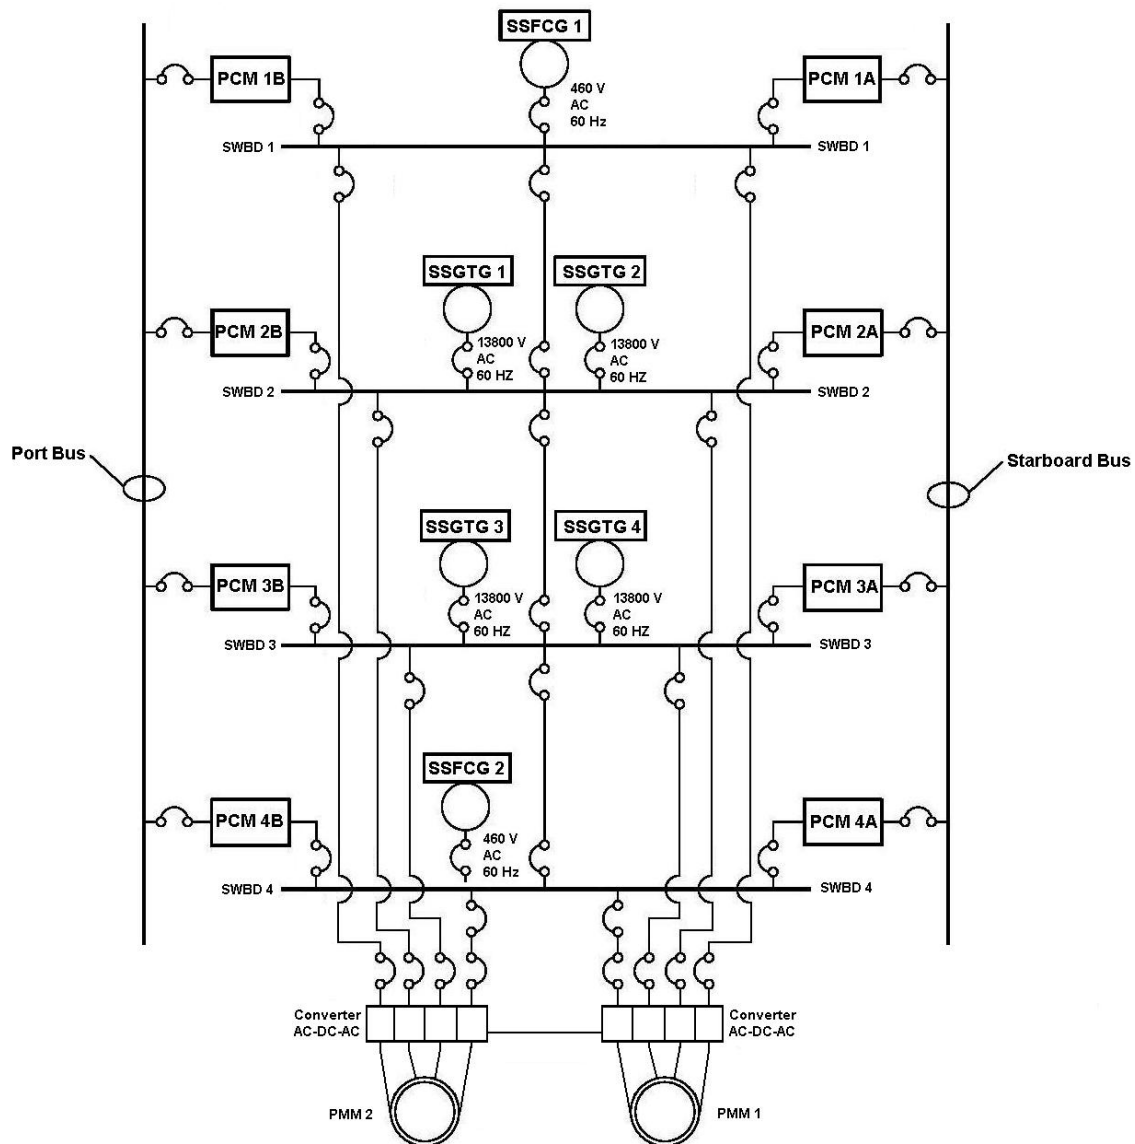 SSFCG 1
PCM 1B
PCM 1A
460 V
AC
60 Hz
SWBD 1
SWBD 1
SSGTG 1
SSGTG 2
PCM 2B
PCM 2A
13800 V
AC
60 HZ
13800 V
AC
60 HZ
SWBD 2
SWBD 2
Port Bus
Starboard Bus
SSGTG 3
SSGTG 4
PCM 3B
PCM 3A
13800 V
AC
60 HZ
13800 V
AC
60 HZ
SWBD 3
SWBD 3
SSFCG 2
PCM 4B
PCM 4A
460 V
AC
60 Hz
SWBD 4
SWBD 4
Converter
AC-DC-AC
Converter
AC-DC-AC
PMM 2
PMM 1